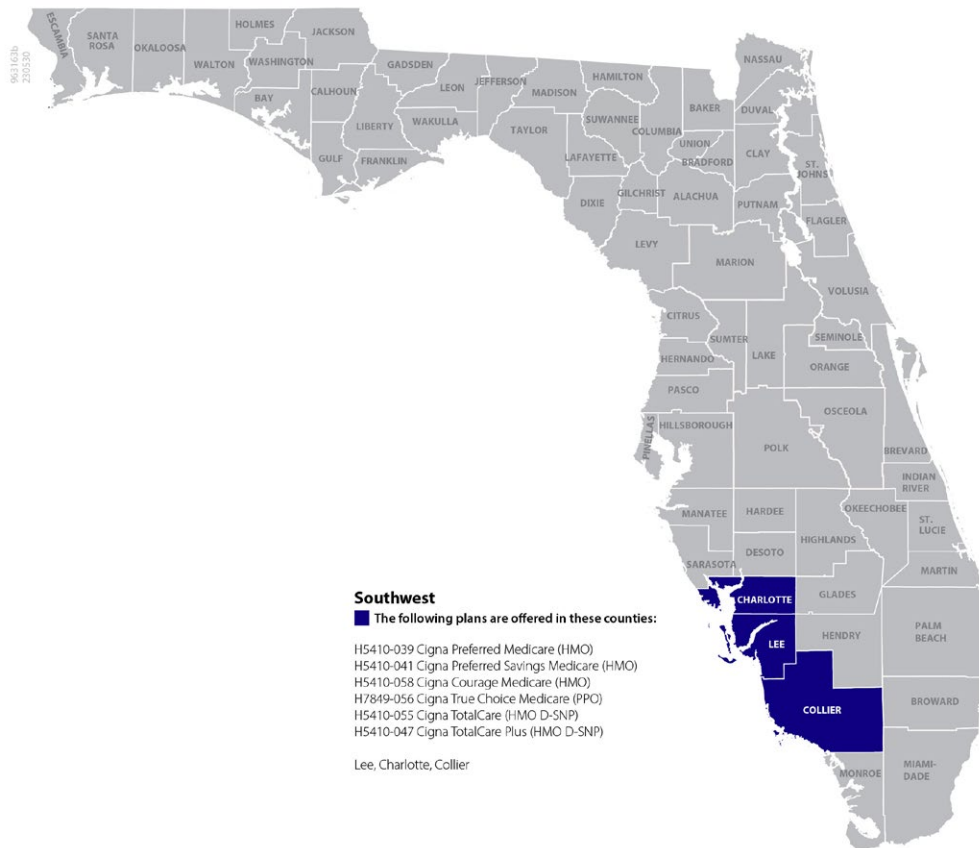 963163b
230530
ESCAMBIA
SANTA
ROSA
OKALOOSA
WALTON
HOLMES
WASHINGTON
BAY
JACKSON
CALHOUN
GULF
GADSDEN
LIBERTY
FRANKLIN
LEON
WAKULLA
JEFFERSON
MADISON
TAYLOR
HAMILTON
SUWANNEE
LAFAYETTE
DIXIE
COLUMBIA
GILCHRIST
BAKER
UNION
BRADFORD
ALACHUA
LEVY
NASSAU
DUVAL
CLAY
ST.
JOHNS
PUTNAM
FLAGLER
MARION
VOLUSIA
CITRUS
SUMTER
LAKE
SEMINOLE
HERNANDO
ORANGE
PASCO
OSCEOLA
HILLSBOROUGH
PINELLAS
POLK
BREVARD
INDIAN
RIVER
MANATEE
HARDEE
HIGHLANDS
OKEECHOBEE
ST.
LUCIE
SARASOTA
DESOTO
MARTIN
CHARLOTTE
GLADES
LEE
HENDRY
PALM
BEACH
COLLIER
BROWARD
MONROE
MIAMI-
DADE
Southwest
The following plans are offered in these counties:
H5410-039 Cigna Preferred Medicare (HMO)
H5410-041 Cigna Preferred Savings Medicare (HMO)
H5410-058 Cigna Courage Medicare (HMO)
H7849-056 Cigna True Choice Medicare (PPO)
H5410-055 Cigna TotalCare (HMO D-SNP)
H5410-047 Cigna TotalCare Plus (HMO D-SNP)
Lee, Charlotte, Collier